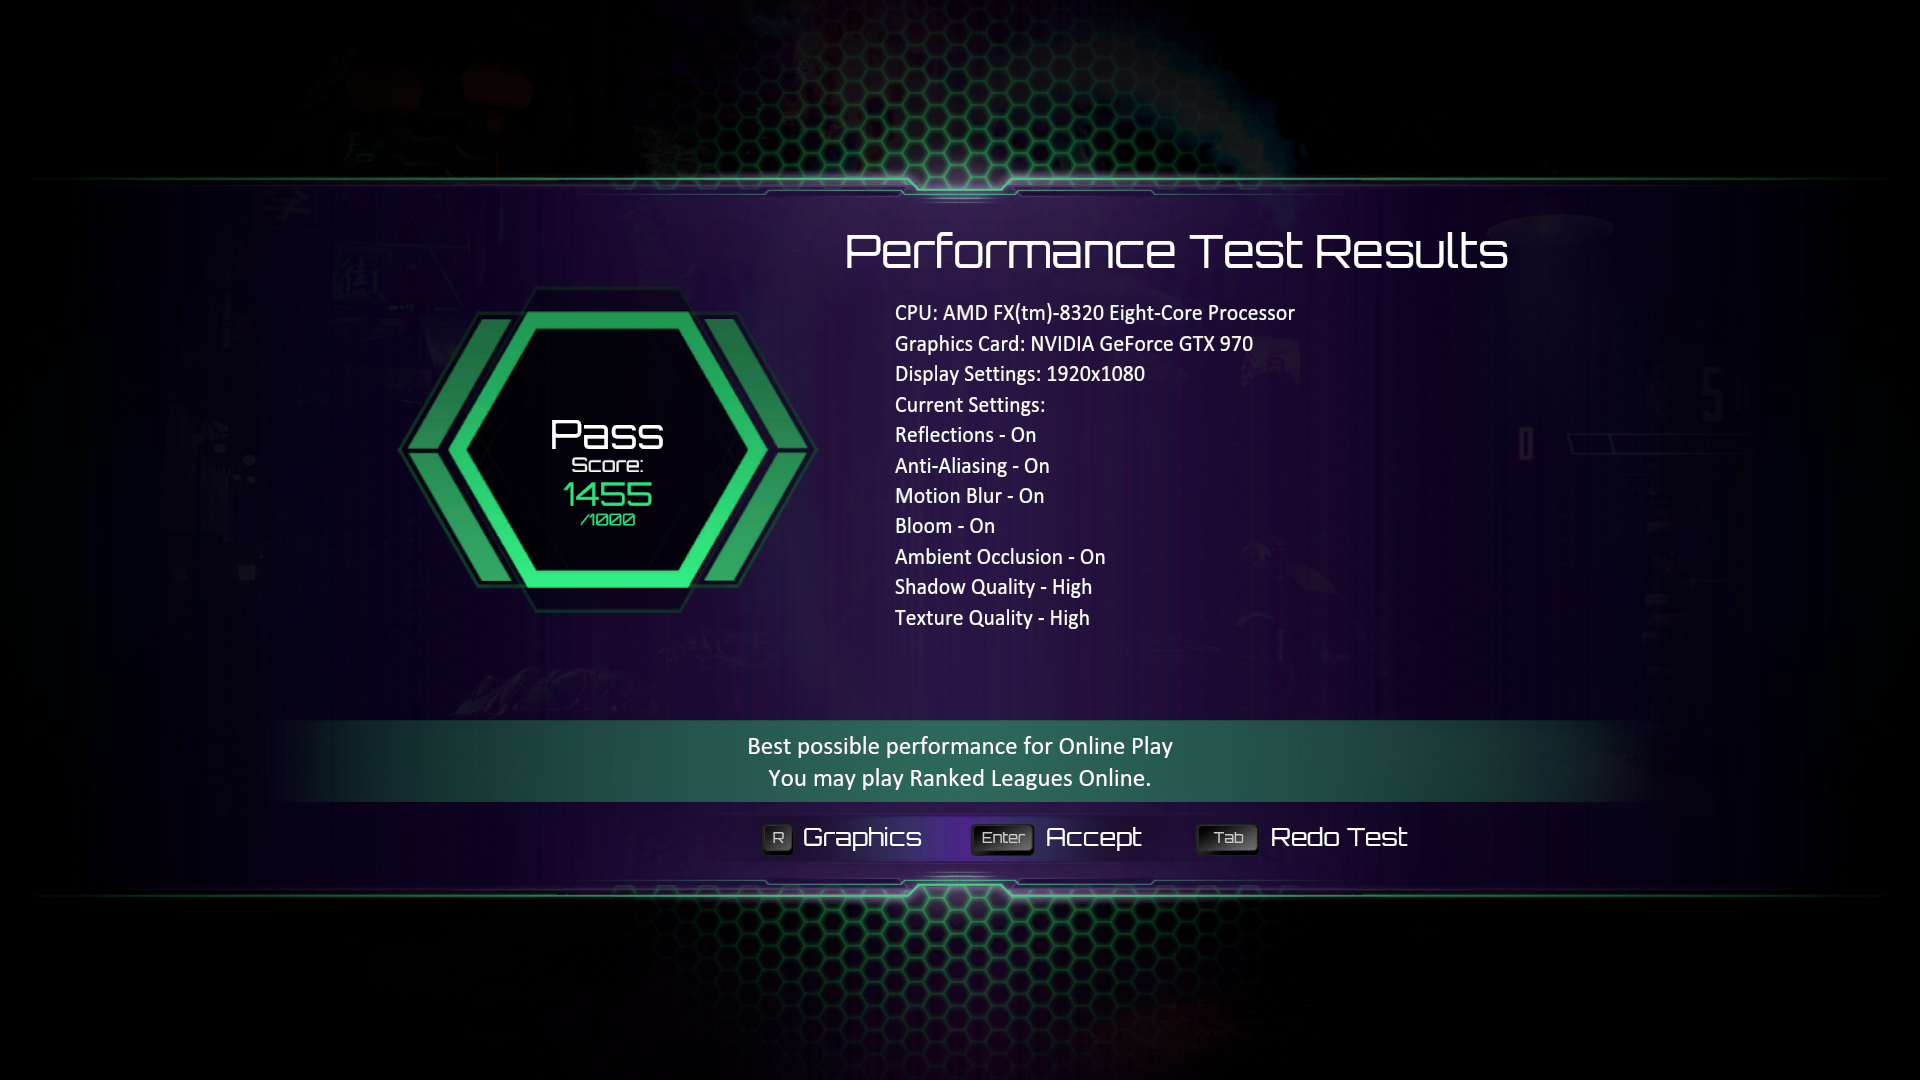 Performance Test Results
CPU: AMD FX(tm)-8320 Eight-Core Processor
Graphics Card: NVIDIA GeForce GTX 970
Display Settings: 1920x1080
Current Settings:
Reflections - On
Anti-Aliasing - On
Motion Blur - On
Bloom - On
Ambient Occlusion - On
Shadow Quality - High
Texture Quality - High
Pass
Score:
1455
/1000
Best possible performance for Online Play
You may play Ranked Leagues Online.
R Graphics
Enter Accept
Tab Redo Test
街
0
5